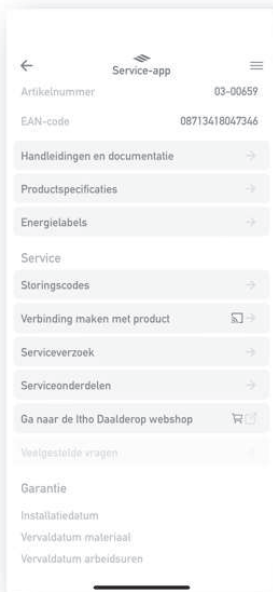 Service-app
Artikelnummer 03-00659
EAN-code 08713418047346
Handleidingen en documentatie
Productspecificaties
Energielabels
Service
Storingscodes
Verbinding maken met product
Serviceverzoek
Serviceonderdelen
Ga naar de Itho Daalderop webshop
Veelgestelde vragen
Garantie
Installatiedatum
Vervaldatum materiaal
Vervaldatum arbeidsuren